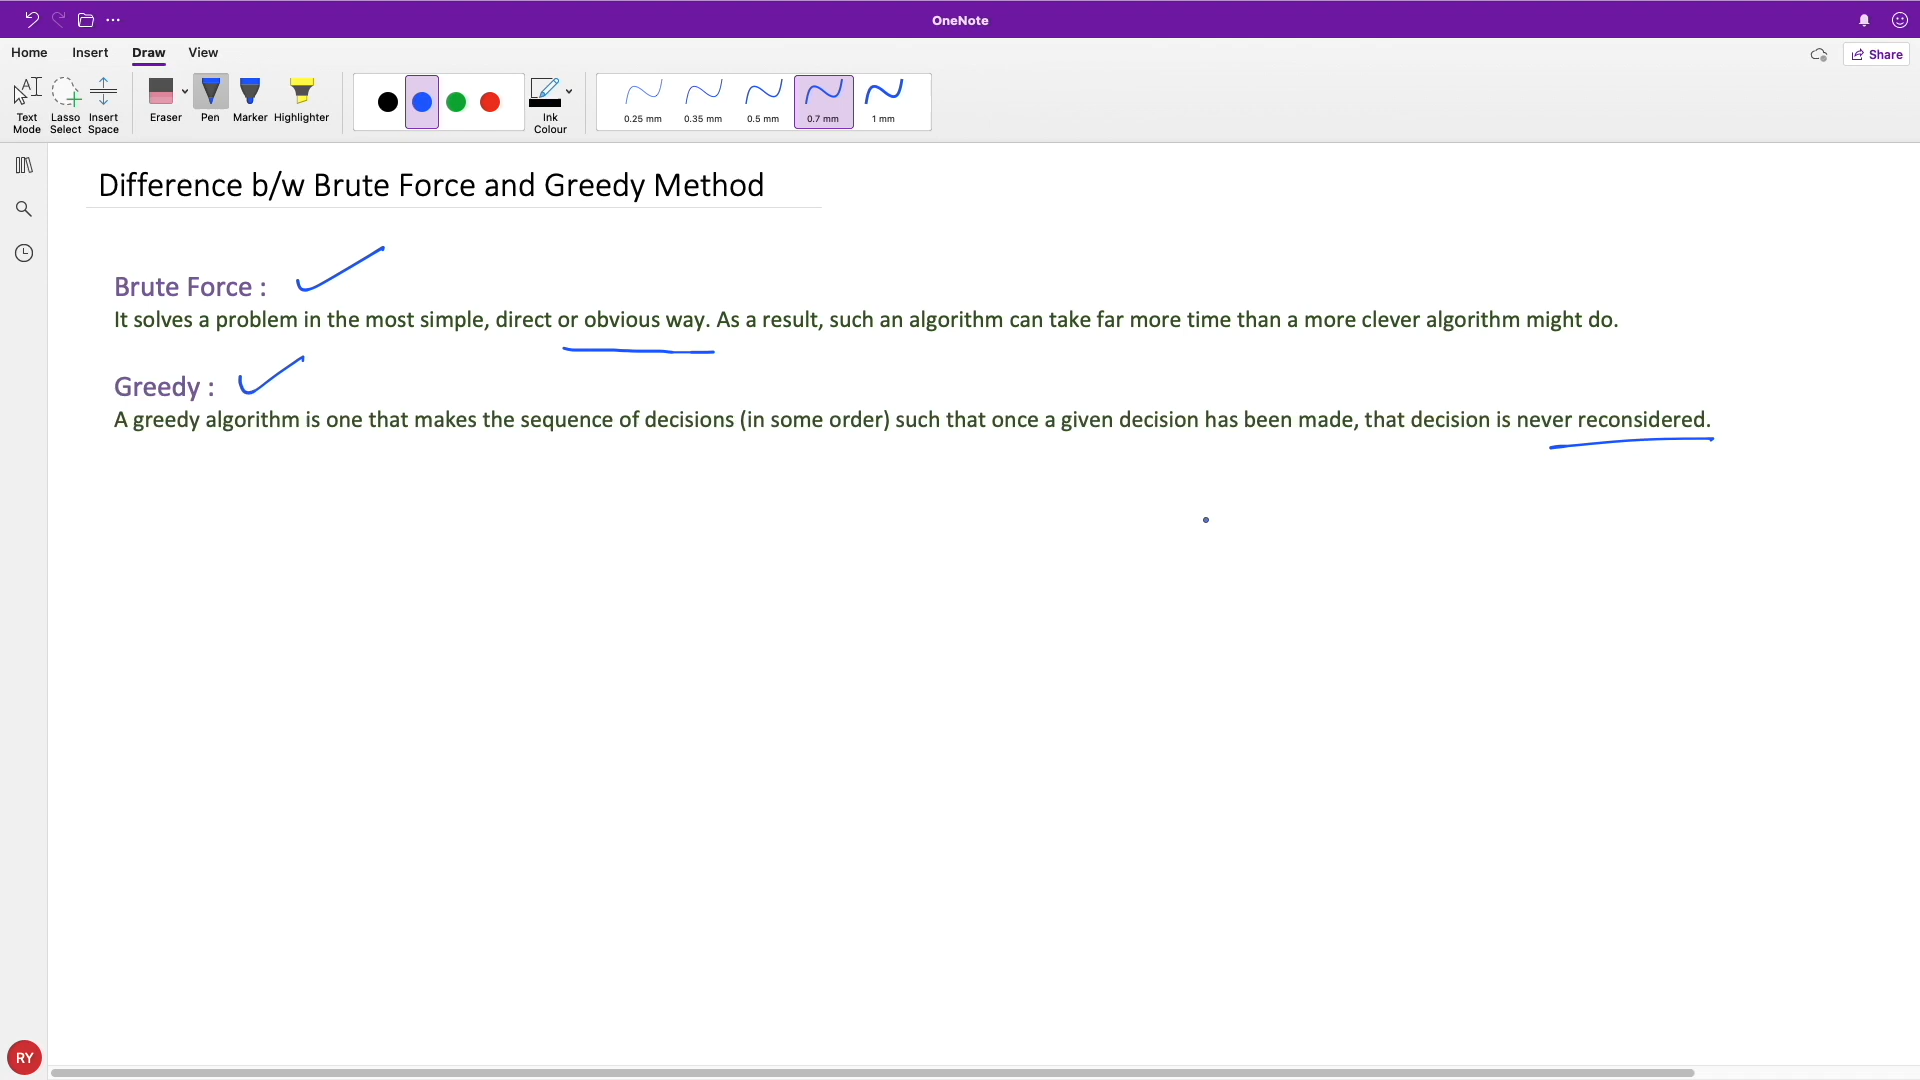 OneNote
Home Insert Draw View
Share
Text Mode
Lasso Select
Insert Space
Eraser
Pen
Marker
Highlighter
Ink Colour
0.25 mm
0.35 mm
0.5 mm
0.7 mm
1 mm
Difference b/w Brute Force and Greedy Method
Brute Force :
It solves a problem in the most simple, direct or obvious way. As a result, such an algorithm can take far more time than a more clever algorithm might do.
Greedy :
A greedy algorithm is one that makes the sequence of decisions (in some order) such that once a given decision has been made, that decision is never reconsidered.
RY